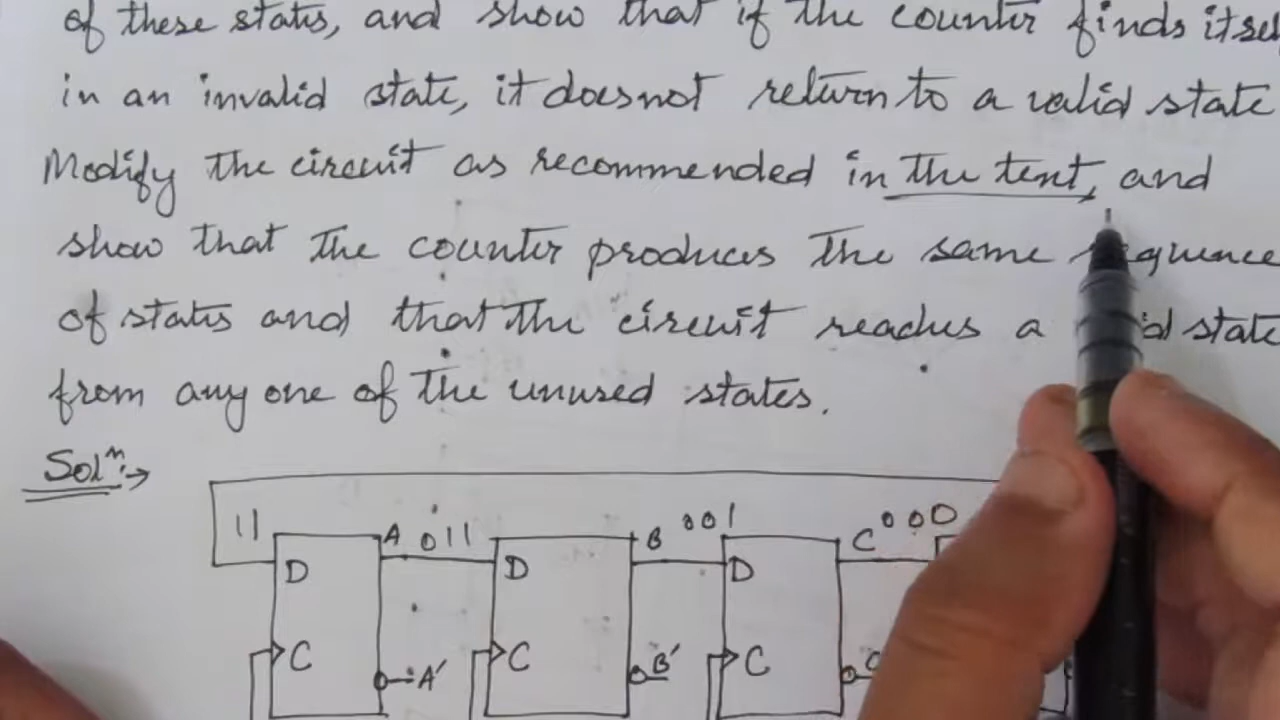 of these states, and show that if the counter finds itsel
in an invalid state, it does not return to a valid state
Modify the circuit as recommended in the text, and
show that the counter produces the same sequence
of states and that the circuit reaches a state
from any one of the unused states.
Solⁿ:→
11 A 011 B 001 C 000
D D D
C C C
A' B'